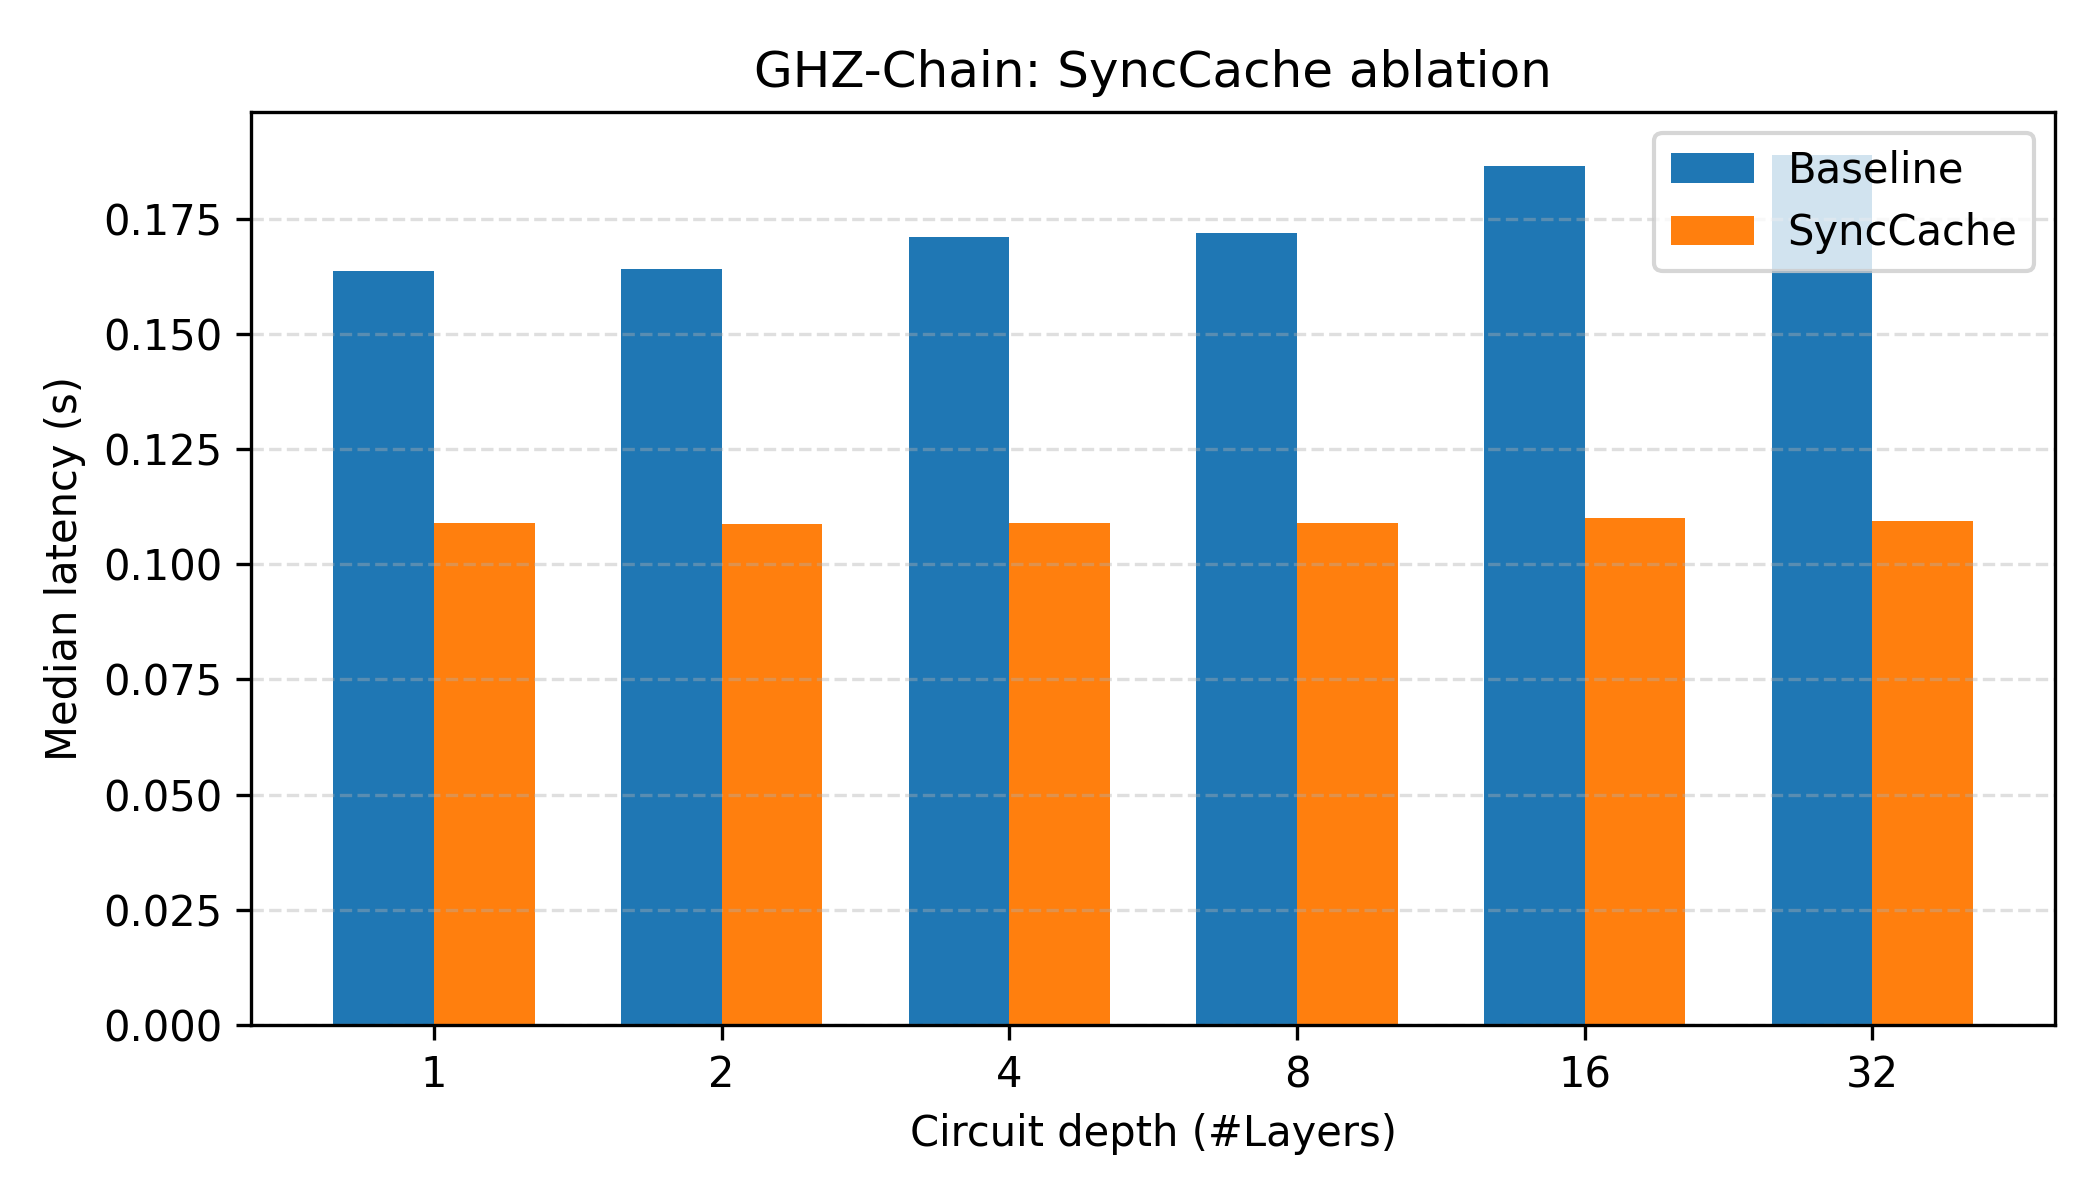 GHZ-Chain: SyncCache ablation
Baseline
SyncCache
Median latency (s)
0.175
0.150
0.125
0.100
0.075
0.050
0.025
0.000
1 2 4 8 16 32
Circuit depth (#Layers)